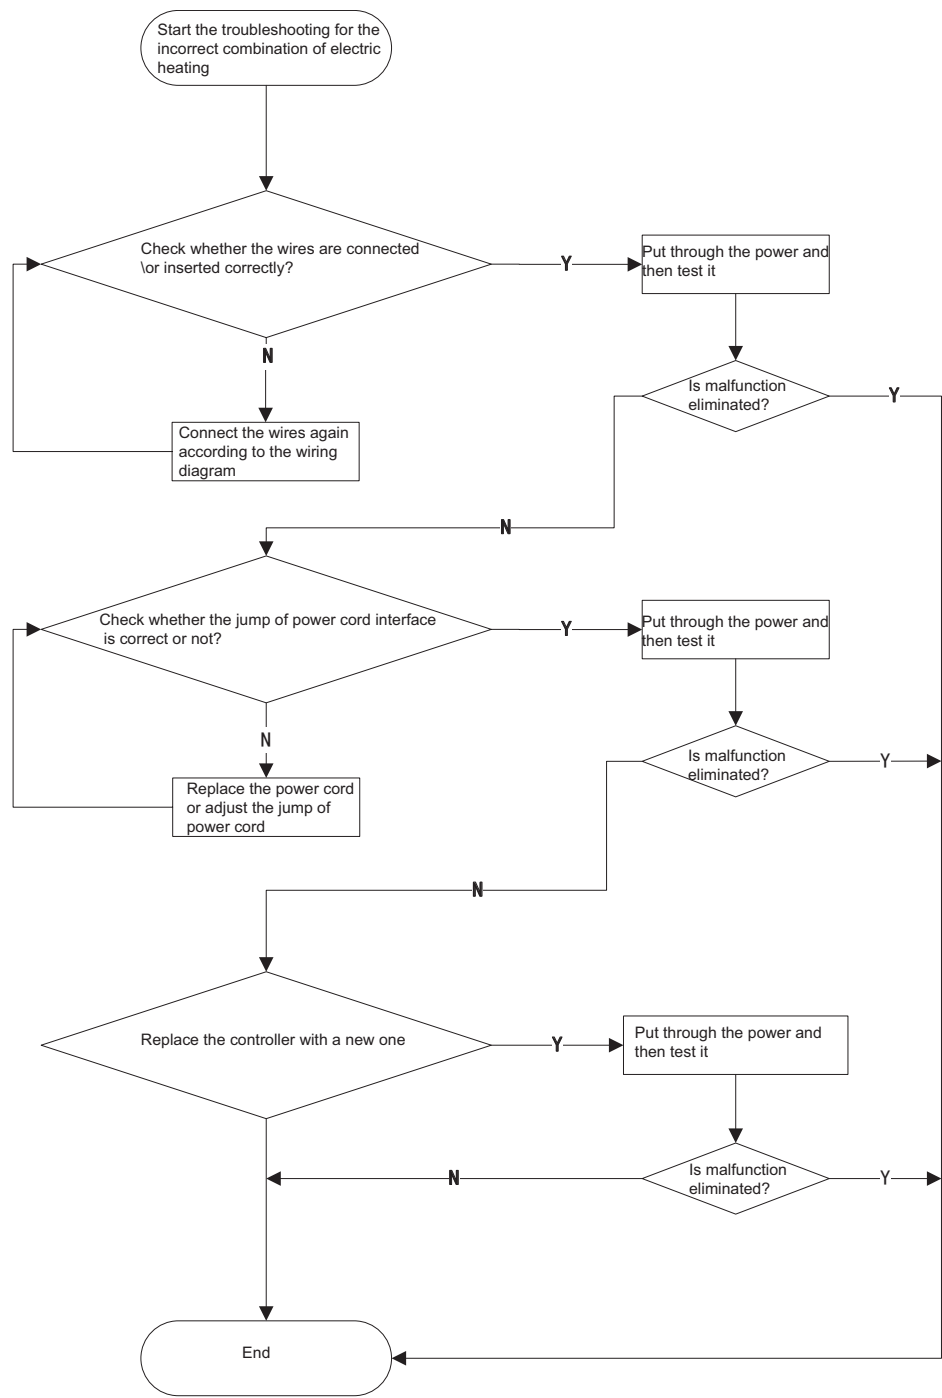 Start the troubleshooting for the
incorrect combination of electric
heating
Check whether the wires are connected
\or inserted correctly?
Y
Put through the power and
then test it
N
Is malfunction
eliminated?
Y
Connect the wires again
according to the wiring
diagram
N
Check whether the jump of power cord interface
is correct or not?
Y
Put through the power and
then test it
N
Is malfunction
eliminated?
Y
Replace the power cord
or adjust the jump of
power cord
N
Replace the controller with a new one
Y
Put through the power and
then test it
N
Is malfunction
eliminated?
Y
End